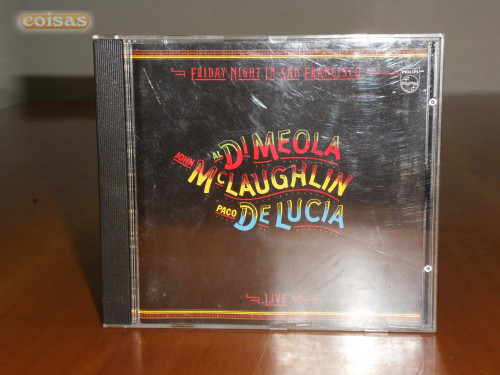 coisas
FRIDAY NIGHT IN SAN FRANCISCO
PHILIPS
AL DI MEOLA
JOHN McLAUGHLIN
PACO DE LUCIA
LIVE